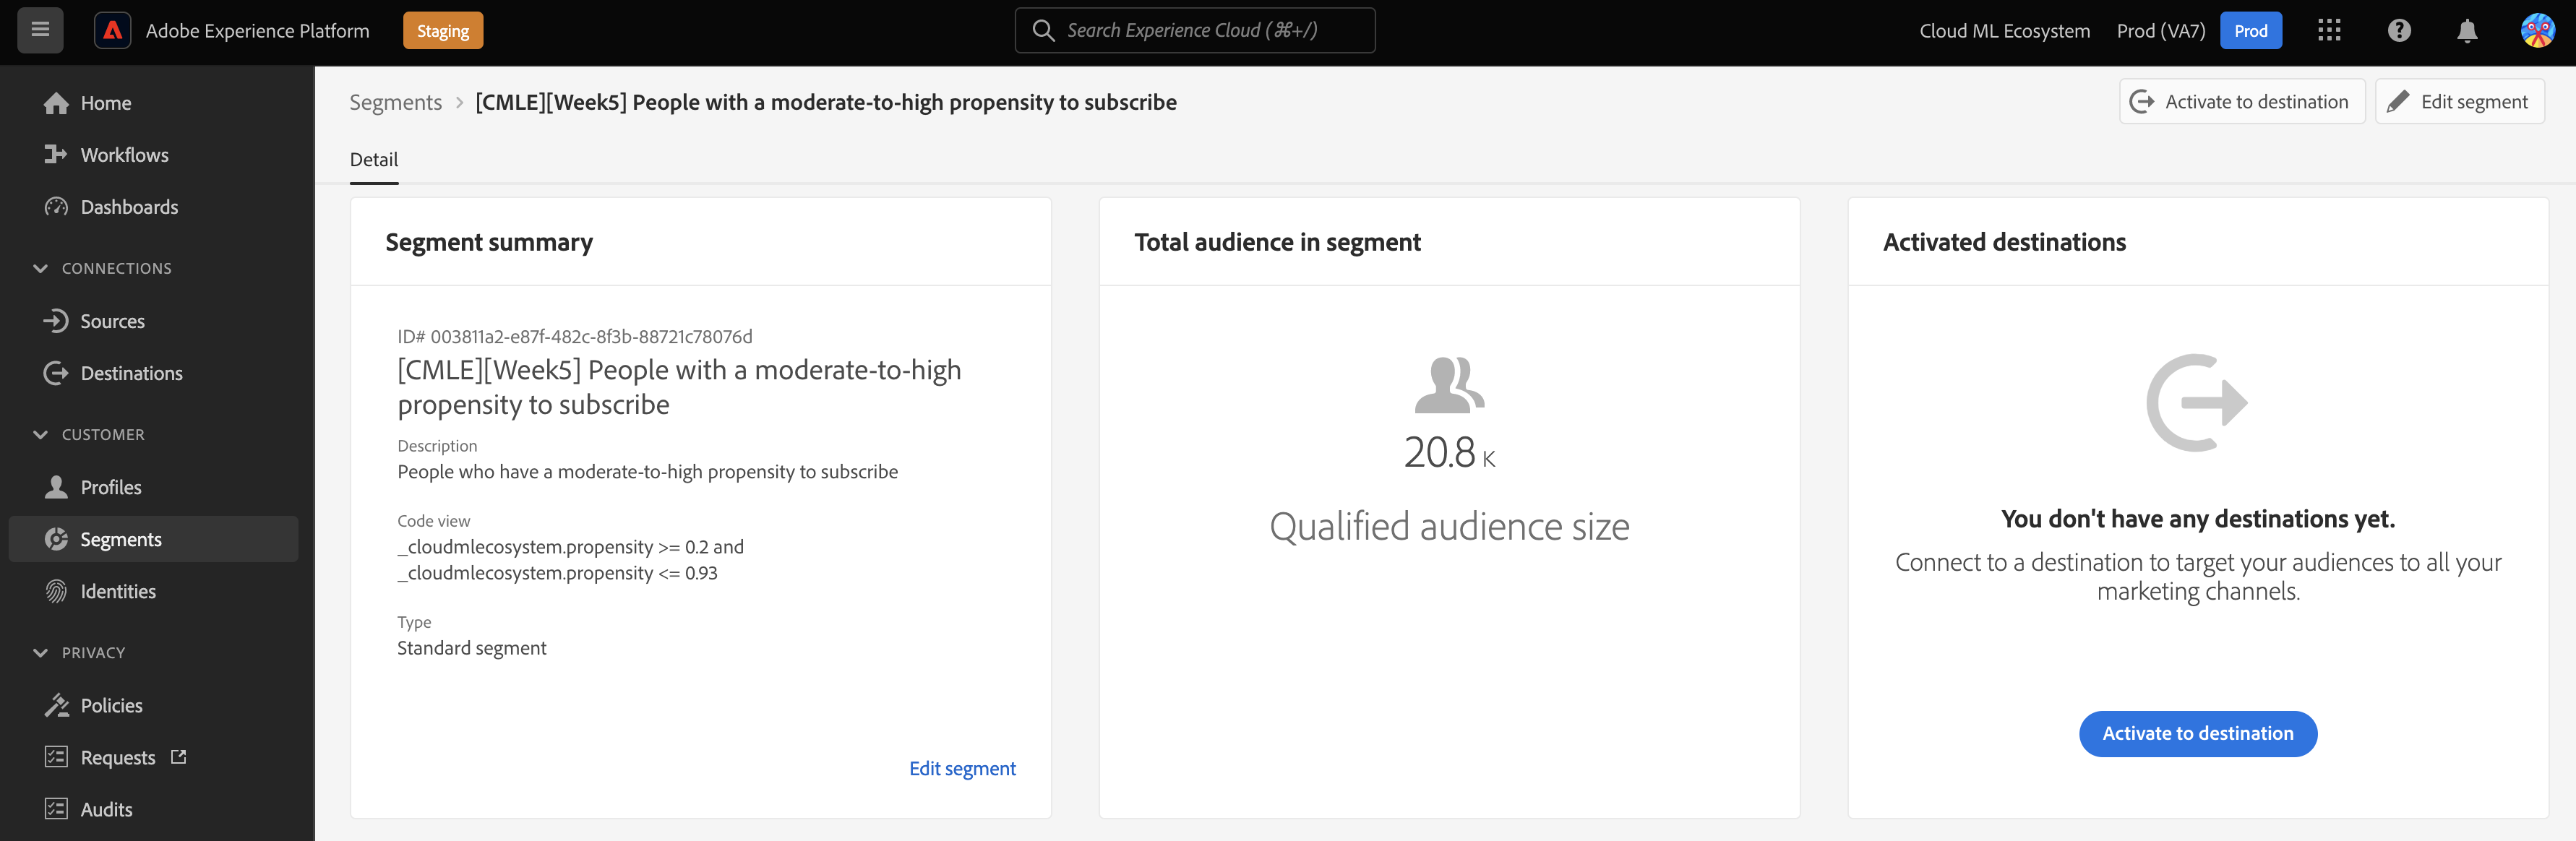 Adobe Experience Platform
Staging
Search Experience Cloud (⌘+/)
Cloud ML Ecosystem
Prod (VA7)
Prod
Home
Workflows
Dashboards
CONNECTIONS
Sources
Destinations
CUSTOMER
Profiles
Segments
Identities
PRIVACY
Policies
Requests
Audits
Segments > [CMLE][Week5] People with a moderate-to-high propensity to subscribe
Activate to destination
Edit segment
Detail
Segment summary
ID# 003811a2-e87f-482c-8f3b-88721c78076d
[CMLE][Week5] People with a moderate-to-high
propensity to subscribe
Description
People who have a moderate-to-high propensity to subscribe
Code view
_cloudmlecosystem.propensity >= 0.2 and
_cloudmlecosystem.propensity <= 0.93
Type
Standard segment
Edit segment
Total audience in segment
20.8 K
Qualified audience size
Activated destinations
You don't have any destinations yet.
Connect to a destination to target your audiences to all your
marketing channels.
Activate to destination